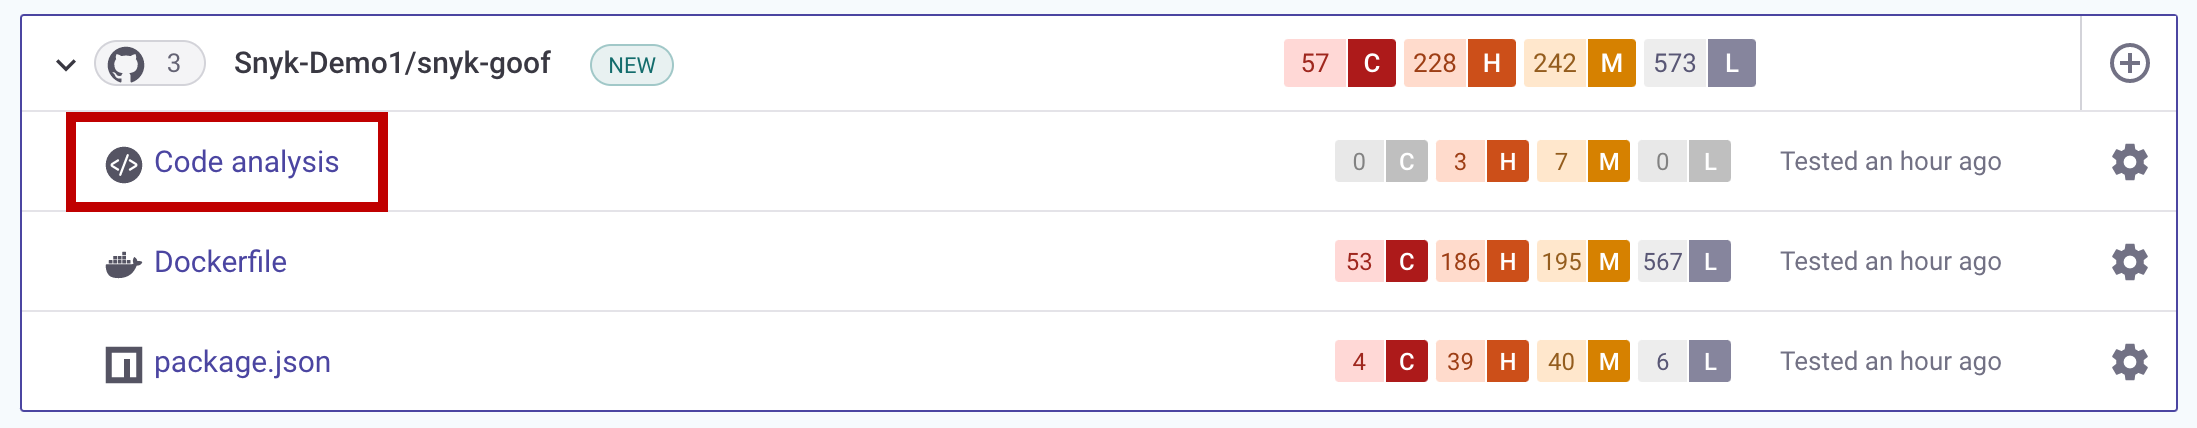 3 Snyk-Demo1/snyk-goof NEW 57 C 228 H 242 M 573 L
</> Code analysis 0 C 3 H 7 M 0 L Tested an hour ago
Dockerfile 53 C 186 H 195 M 567 L Tested an hour ago
package.json 4 C 39 H 40 M 6 L Tested an hour ago